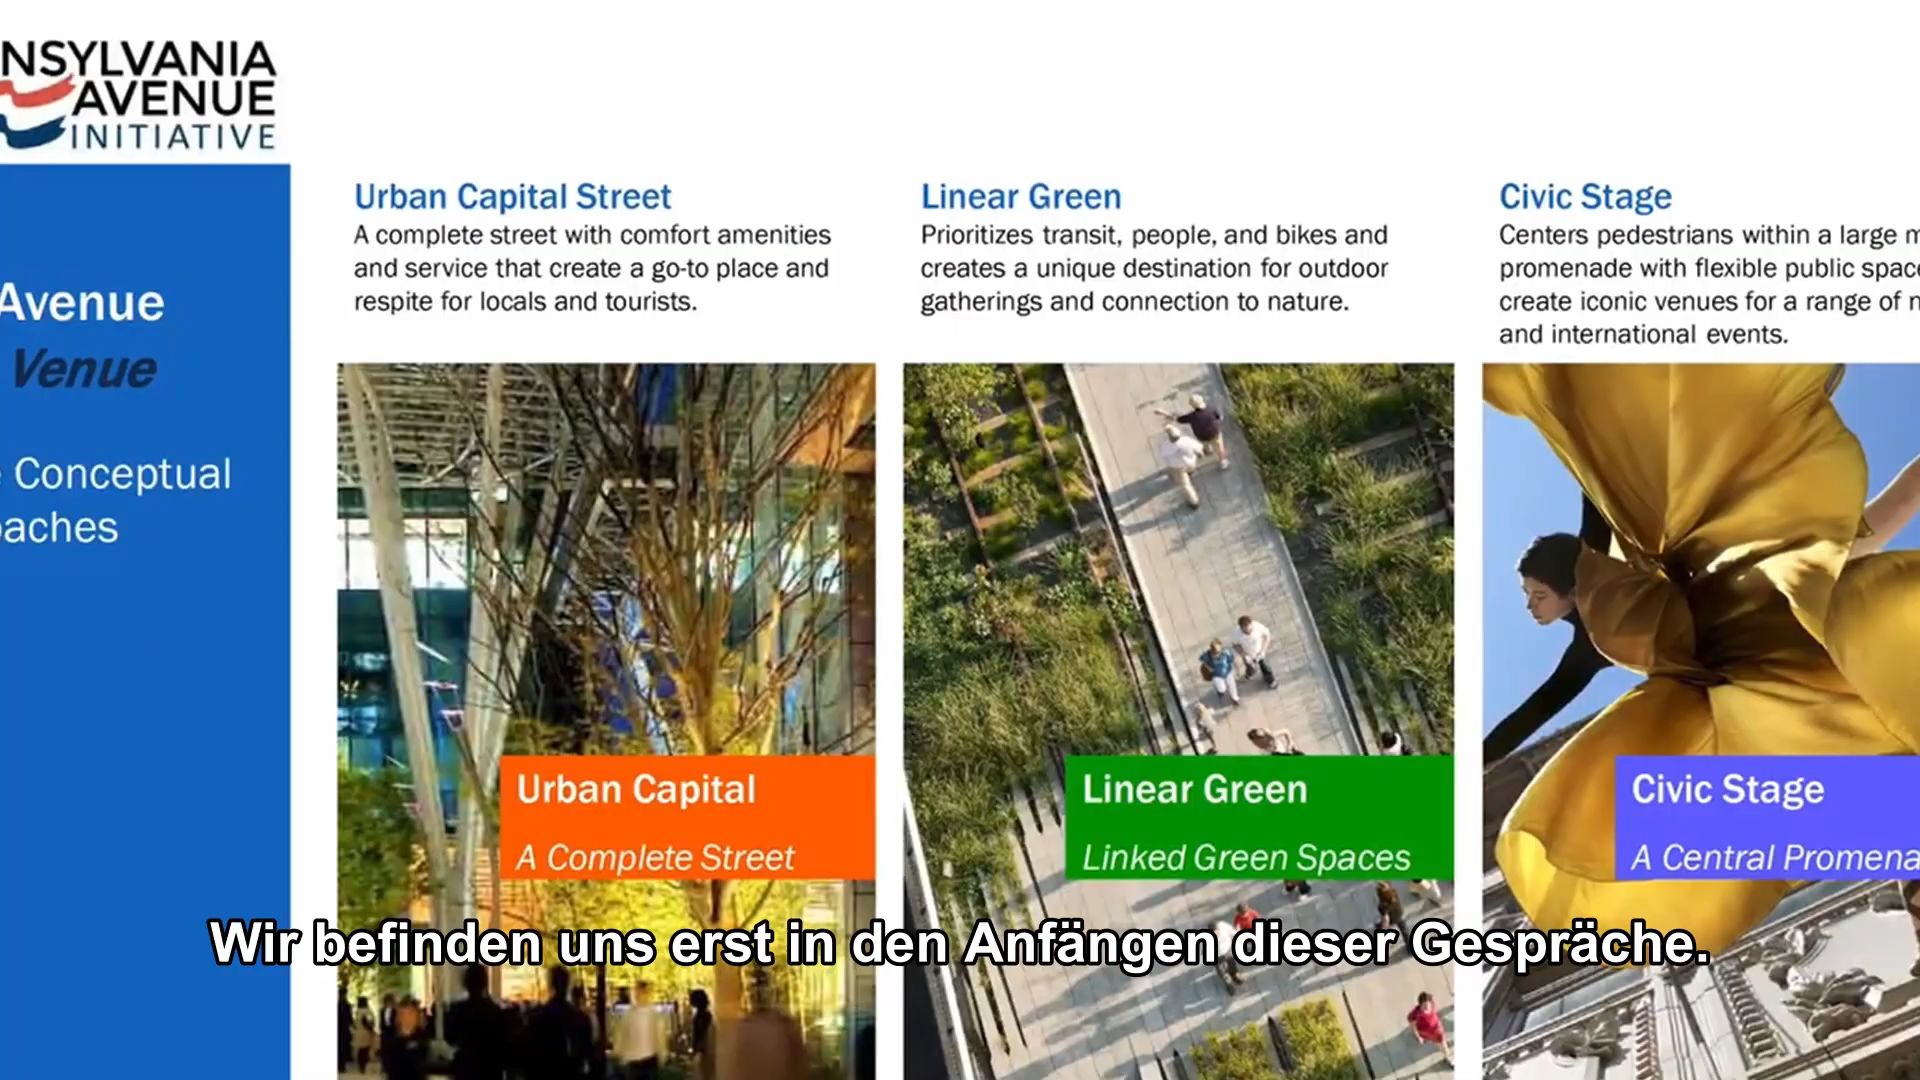 NSYLVANIA
AVENUE
INITIATIVE
Avenue
Venue
Conceptual
Urban Capital Street
A complete street with comfort amenities
and service that create a go-to place and
respite for locals and tourists.
Linear Green
Prioritizes transit, people, and bikes and
creates a unique destination for outdoor
gatherings and connection to nature.
Civic Stage
Centers pedestrians within a large m
promenade with flexible public spac
create iconic venues for a range of n
and international events.
Urban Capital
A Complete Street
Linear Green
Linked Green Spaces
Civic Stage
A Central Promena
Wir befinden uns erst in den Anfängen dieser Gespräche.